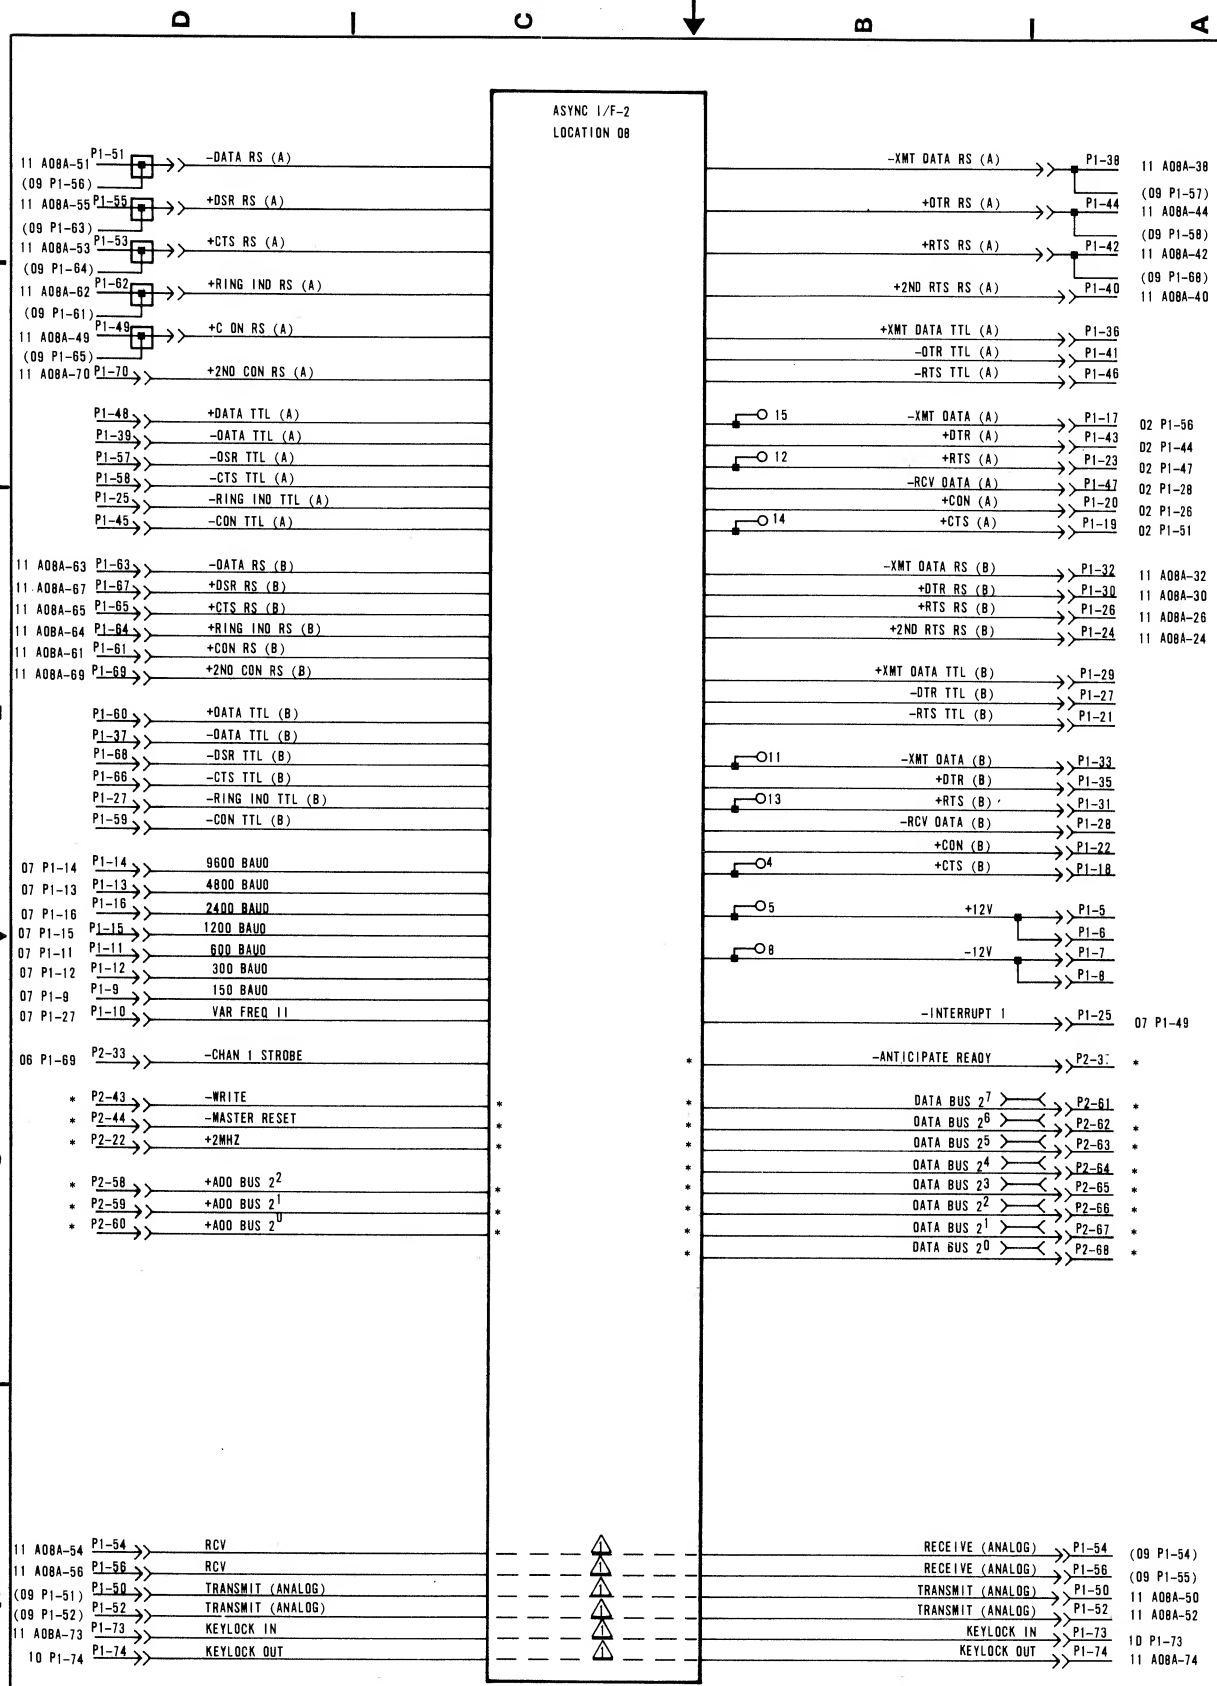 D C B A
ASYNC I/F-2
LOCATION 08
11 A08A-51 P1-51 -DATA RS (A)
(09 P1-56)
11 A08A-55 P1-55 +DSR RS (A)
(09 P1-63)
11 A08A-53 P1-53 +CTS RS (A)
(09 P1-64)
11 A08A-62 P1-62 +RING IND RS (A)
(09 P1-61)
11 A08A-49 P1-49 +C ON RS (A)
(09 P1-65)
11 A08A-70 P1-70 +2ND CON RS (A)
P1-48 +DATA TTL (A)
P1-39 -DATA TTL (A)
P1-57 -DSR TTL (A)
P1-58 -CTS TTL (A)
P1-25 -RING IND TTL (A)
P1-45 -CON TTL (A)
11 A08A-63 P1-63 -DATA RS (B)
11 A08A-67 P1-67 +DSR RS (B)
11 A08A-65 P1-65 +CTS RS (B)
11 A08A-64 P1-64 +RING IND RS (B)
11 A08A-61 P1-61 +CON RS (B)
11 A08A-69 P1-69 +2ND CON RS (B)
P1-60 +DATA TTL (B)
P1-37 -DATA TTL (B)
P1-68 -DSR TTL (B)
P1-66 -CTS TTL (B)
P1-27 -RING IND TTL (B)
P1-59 -CON TTL (B)
07 P1-14 P1-14 9600 BAUD
07 P1-13 P1-13 4800 BAUD
07 P1-16 P1-16 2400 BAUD
07 P1-15 P1-15 1200 BAUD
07 P1-11 P1-11 600 BAUD
07 P1-12 P1-12 300 BAUD
07 P1-9 P1-9 150 BAUD
07 P1-27 P1-10 VAR FREQ II
06 P1-69 P2-33 -CHAN 1 STROBE
* P2-43 -WRITE *
* P2-44 -MASTER RESET *
* P2-22 +2MHZ *
* P2-58 +ADD BUS 2² *
* P2-59 +ADD BUS 2¹ *
* P2-60 +ADD BUS 2⁰ *
11 A08A-54 P1-54 RCV 1
11 A08A-56 P1-56 RCV 1
(09 P1-51) P1-50 TRANSMIT (ANALOG) 1
(09 P1-52) P1-52 TRANSMIT (ANALOG) 1
11 A08A-73 P1-73 KEYLOCK IN 1
10 P1-74 P1-74 KEYLOCK OUT 1
-XMT DATA RS (A) P1-38 11 A08A-38
(09 P1-57)
+DTR RS (A) P1-44 11 A08A-44
(09 P1-58)
+RTS RS (A) P1-42 11 A08A-42
(09 P1-68)
+2ND RTS RS (A) P1-40 11 A08A-40
+XMT DATA TTL (A) P1-36
-DTR TTL (A) P1-41
-RTS TTL (A) P1-46
15 -XMT DATA (A) P1-17 02 P1-56
+DTR (A) P1-43 02 P1-44
12 +RTS (A) P1-23 02 P1-47
-RCV DATA (A) P1-47 02 P1-28
+CON (A) P1-20 02 P1-26
14 +CTS (A) P1-19 02 P1-51
-XMT DATA RS (B) P1-32 11 A08A-32
+DTR RS (B) P1-30 11 A08A-30
+RTS RS (B) P1-26 11 A08A-26
+2ND RTS RS (B) P1-24 11 A08A-24
+XMT DATA TTL (B) P1-29
-DTR TTL (B) P1-27
-RTS TTL (B) P1-21
11 -XMT DATA (B) P1-33
+DTR (B) P1-35
13 +RTS (B) P1-31
-RCV DATA (B) P1-28
+CON (B) P1-22
4 +CTS (B) P1-18
5 +12V P1-5
P1-6
8 -12V P1-7
P1-8
-INTERRUPT 1 P1-25 07 P1-49
* -ANTICIPATE READY *
* DATA BUS 2⁷ P2-61 *
* DATA BUS 2⁶ P2-62 *
* DATA BUS 2⁵ P2-63 *
* DATA BUS 2⁴ P2-64 *
* DATA BUS 2³ P2-65 *
* DATA BUS 2² P2-66 *
* DATA BUS 2¹ P2-67 *
* DATA BUS 2⁰ P2-68 *
RECEIVE (ANALOG) P1-54 (09 P1-54)
RECEIVE (ANALOG) P1-56 (09 P1-55)
TRANSMIT (ANALOG) P1-50 11 A08A-50
TRANSMIT (ANALOG) P1-52 11 A08A-52
KEYLOCK IN P1-73 10 P1-73
KEYLOCK OUT P1-74 11 A08A-74